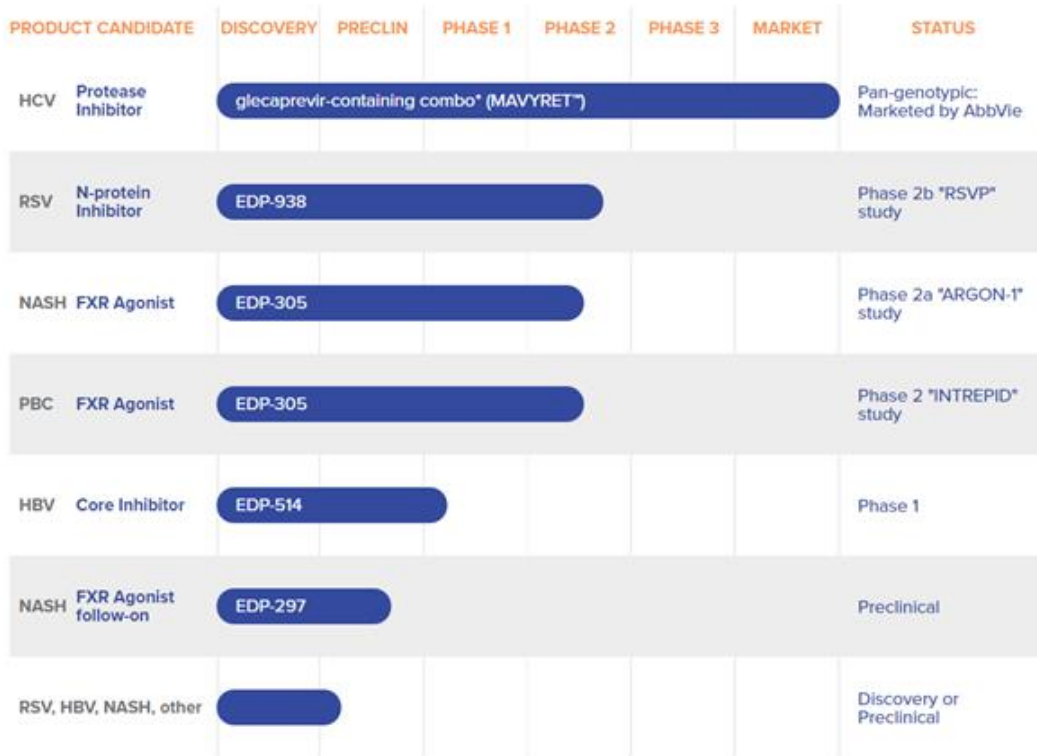 PRODUCT CANDIDATE DISCOVERY PRECLIN PHASE 1 PHASE 2 PHASE 3 MARKET STATUS
HCV Protease Inhibitor glecaprevir-containing combo* (MAVYRET™) Pan-genotypic: Marketed by AbbVie
RSV N-protein Inhibitor EDP-938 Phase 2b "RSVP" study
NASH FXR Agonist EDP-305 Phase 2a "ARGON-1" study
PBC FXR Agonist EDP-305 Phase 2 "INTREPID" study
HBV Core Inhibitor EDP-514 Phase 1
NASH FXR Agonist follow-on EDP-297 Preclinical
RSV, HBV, NASH, other Discovery or Preclinical